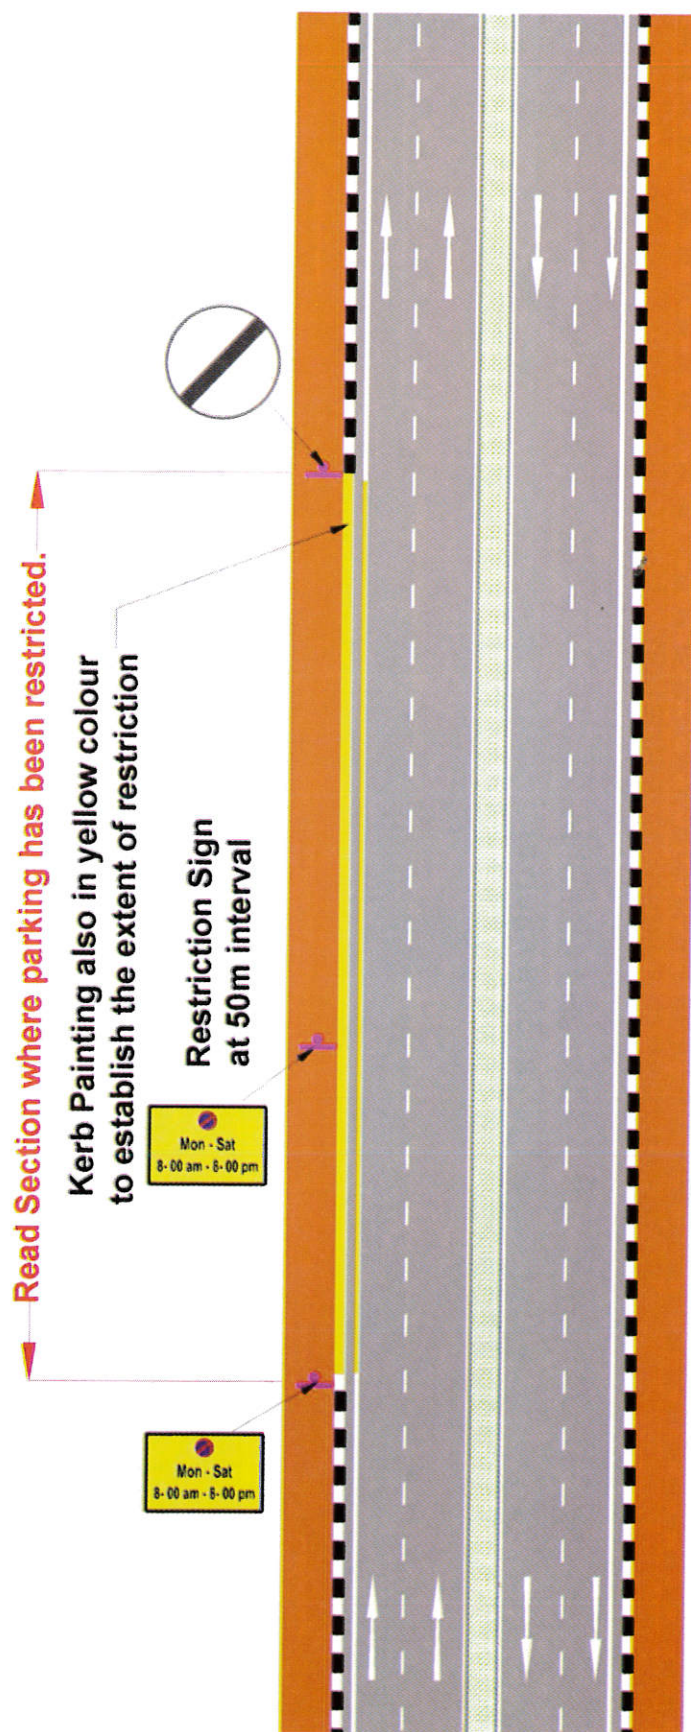 Read Section where parking has been restricted.
Kerb Painting also in yellow colour
to establish the extent of restriction
Restriction Sign
at 50m interval
Mon - Sat
8- 00 am - 6- 00 pm
Mon - Sat
8- 00 am - 6- 00 pm